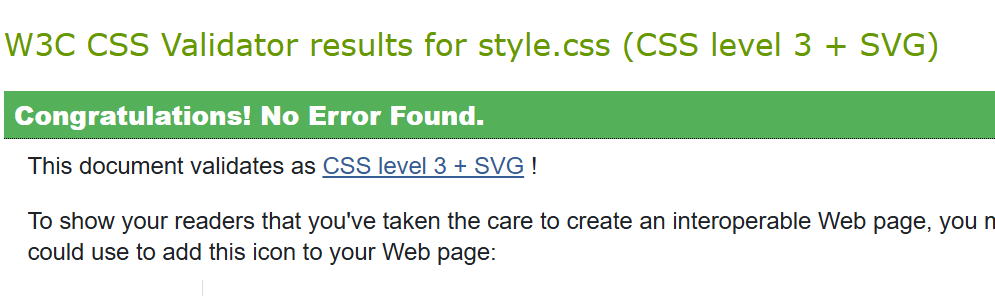 W3C CSS Validator results for style.css (CSS level 3 + SVG)
Congratulations! No Error Found.
This document validates as CSS level 3 + SVG !
To show your readers that you've taken the care to create an interoperable Web page, you
could use to add this icon to your Web page: